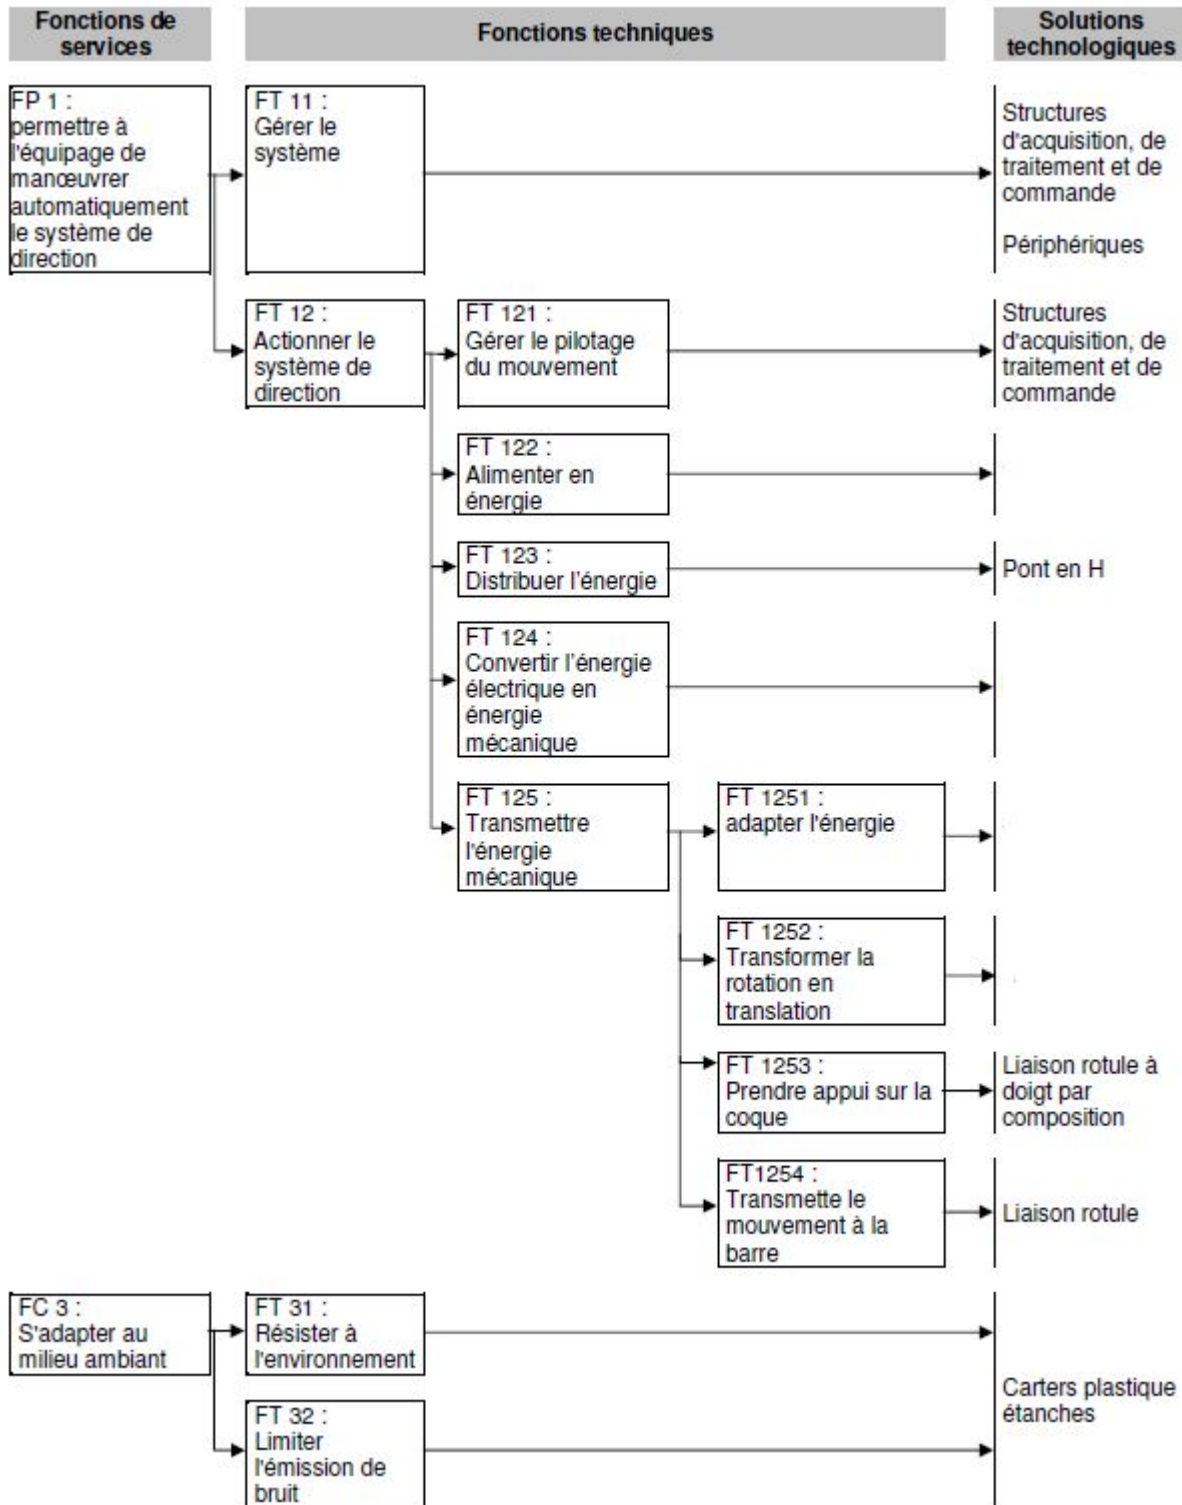 Fonctions de
services
Fonctions techniques
Solutions
technologiques
FP 1 :
permettre à
l'équipage de
manœuvrer
automatiquement
le système de
direction
FT 11 :
Gérer le
système
Structures
d'acquisition, de
traitement et de
commande
Périphériques
FT 12 :
Actionner le
système de
direction
FT 121 :
Gérer le pilotage
du mouvement
Structures
d'acquisition, de
traitement et de
commande
FT 122 :
Alimenter en
énergie
FT 123 :
Distribuer l'énergie
Pont en H
FT 124 :
Convertir l'énergie
électrique en
énergie
mécanique
FT 125 :
Transmettre
l'énergie
mécanique
FT 1251 :
adapter l'énergie
FT 1252 :
Transformer la
rotation en
translation
FT 1253 :
Prendre appui sur la
coque
Liaison rotule à
doigt par
composition
FT1254 :
Transmette le
mouvement à la
barre
Liaison rotule
FC 3 :
S'adapter au
milieu ambiant
FT 31 :
Résister à
l'environnement
FT 32 :
Limiter
l'émission de
bruit
Carters plastique
étanches